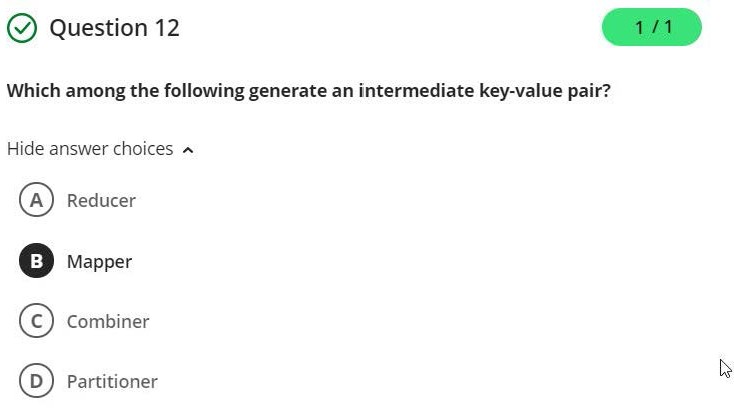 Question 12
1 / 1
Which among the following generate an intermediate key-value pair?
Hide answer choices
A Reducer
B Mapper
C Combiner
D Partitioner